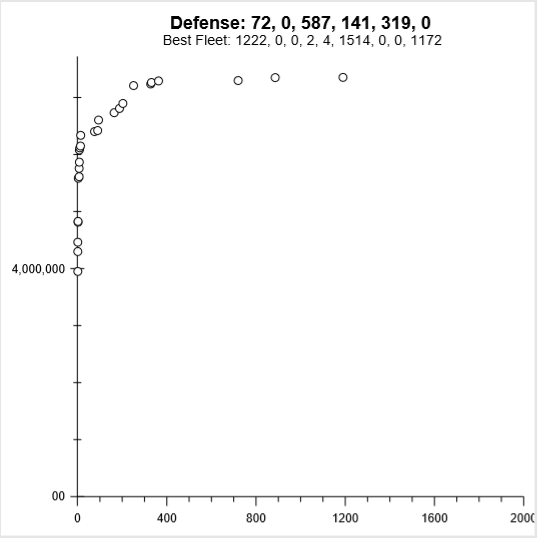 Defense: 72, 0, 587, 141, 319, 0
Best Fleet: 1222, 0, 0, 2, 4, 1514, 0, 0, 1172
4,000,000
00
0 400 800 1200 1600 2000